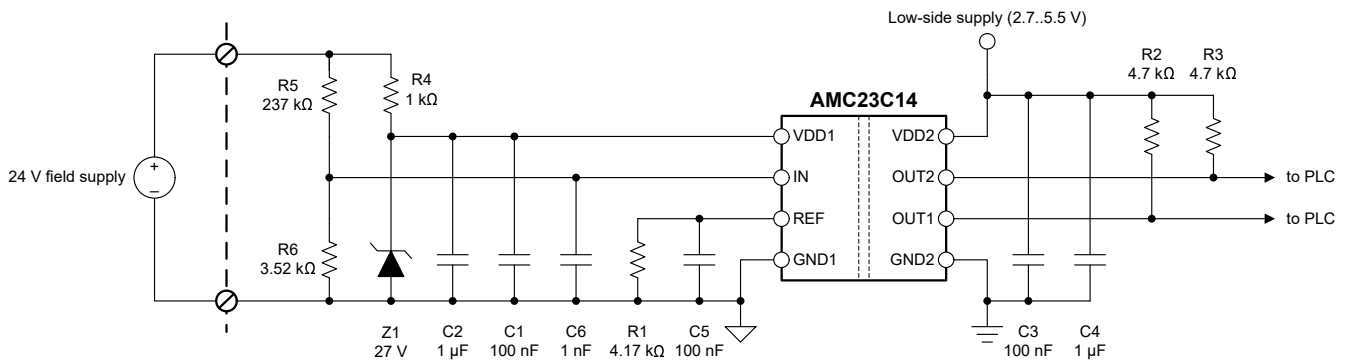 Low-side supply (2.7..5.5 V)
R5
237 kΩ
R4
1 kΩ
R2
4.7 kΩ
R3
4.7 kΩ
AMC23C14
VDD1
VDD2
24 V field supply
+
–
IN
OUT2
to PLC
REF
OUT1
to PLC
R6
3.52 kΩ
GND1
GND2
Z1
27 V
C2
1 µF
C1
100 nF
C6
1 nF
R1
4.17 kΩ
C5
100 nF
C3
100 nF
C4
1 µF